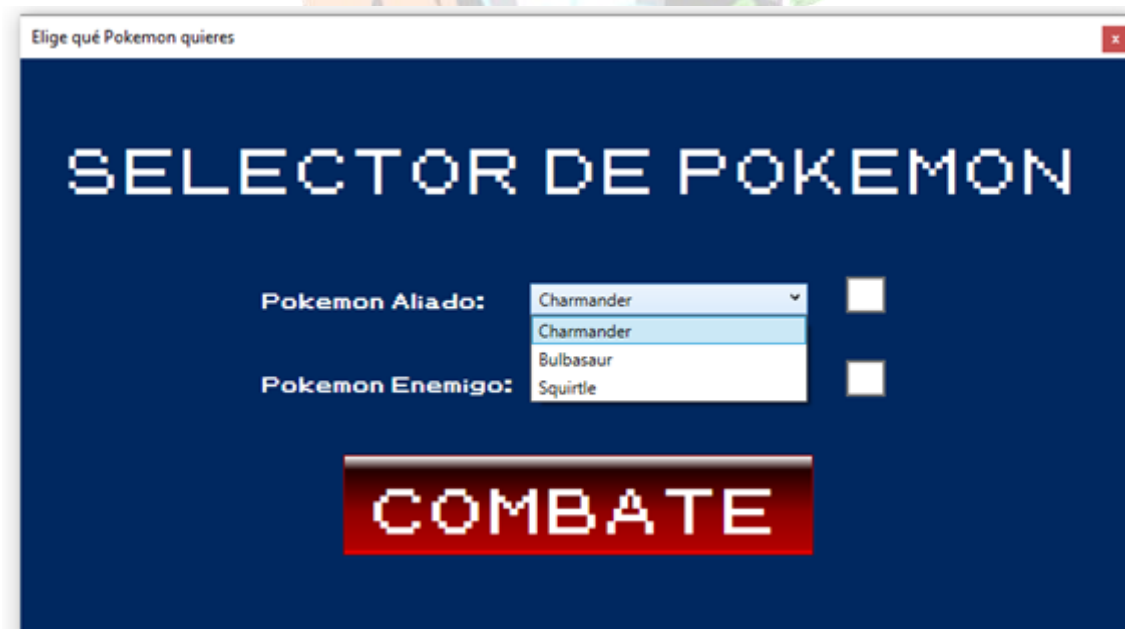 Elige qué Pokemon quieres
x
SELECTOR DE POKEMON
Pokemon Aliado:
Charmander
Charmander
Bulbasaur
Squirtle
Pokemon Enemigo:
COMBATE